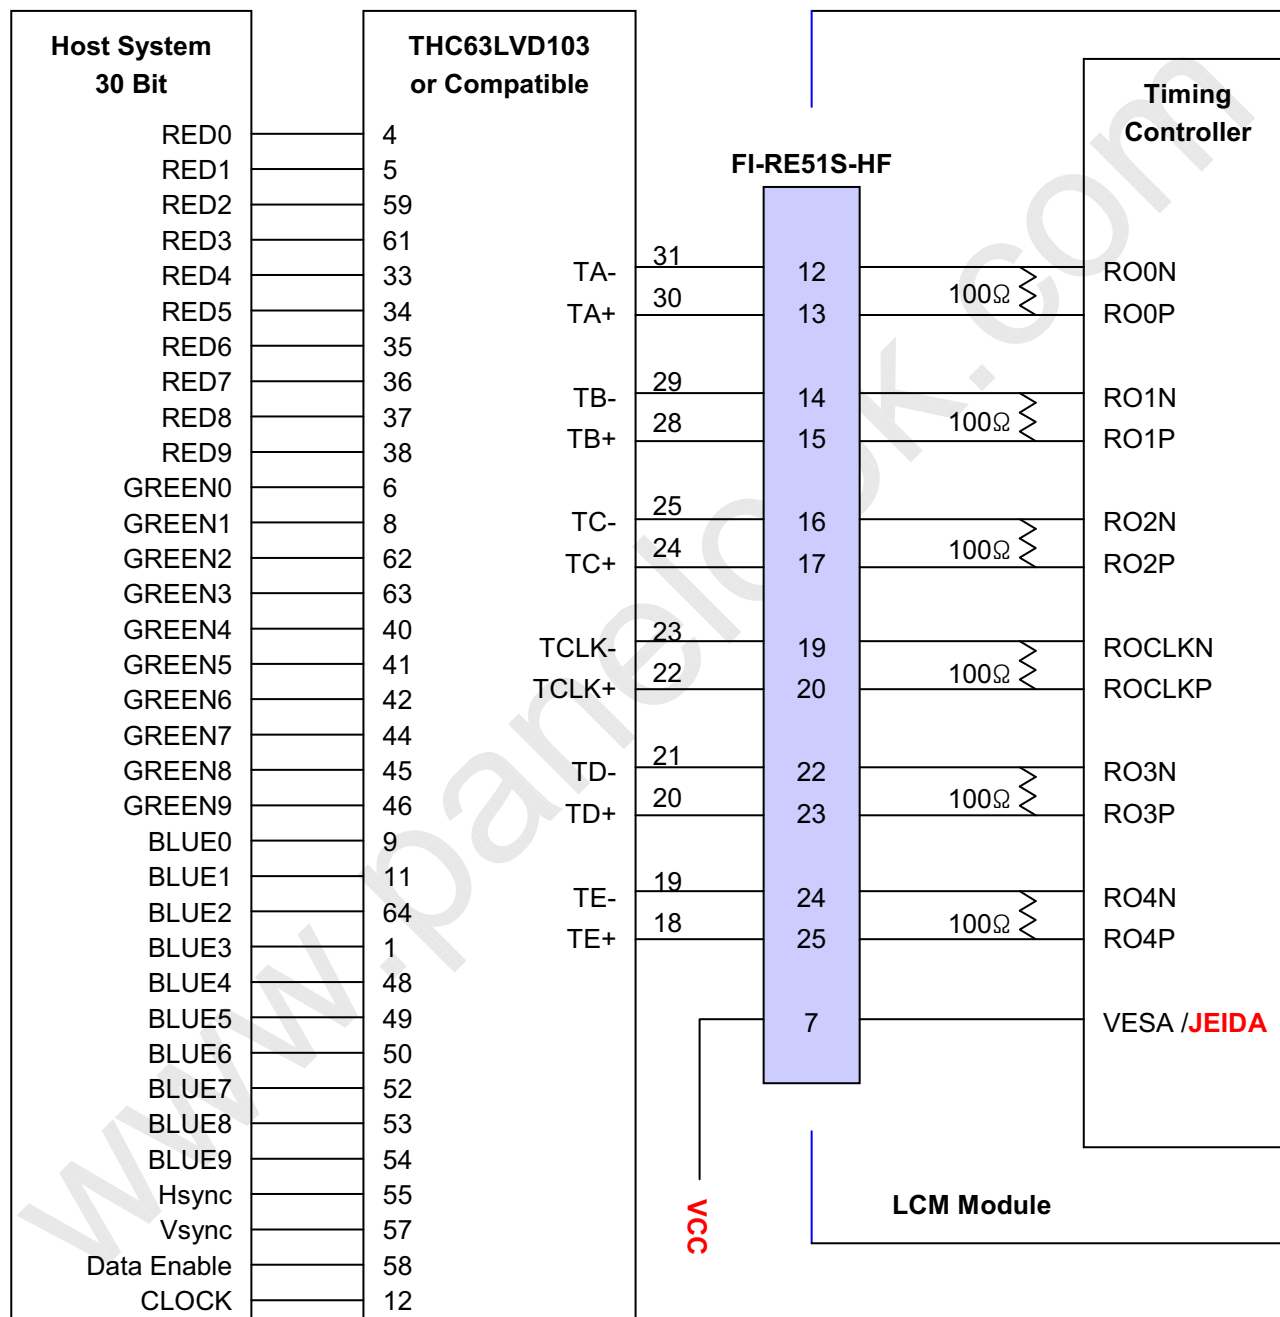 Host System
30 Bit
RED0 4
RED1 5
RED2 59
RED3 61
RED4 33
RED5 34
RED6 35
RED7 36
RED8 37
RED9 38
GREEN0 6
GREEN1 8
GREEN2 62
GREEN3 63
GREEN4 40
GREEN5 41
GREEN6 42
GREEN7 44
GREEN8 45
GREEN9 46
BLUE0 9
BLUE1 11
BLUE2 64
BLUE3 1
BLUE4 48
BLUE5 49
BLUE6 50
BLUE7 52
BLUE8 53
BLUE9 54
Hsync 55
Vsync 57
Data Enable 58
CLOCK 12
THC63LVD103
or Compatible
TA- 31
TA+ 30
TB- 29
TB+ 28
TC- 25
TC+ 24
TCLK- 23
TCLK+ 22
TD- 21
TD+ 20
TE- 19
TE+ 18
FI-RE51S-HF
12
13
14
15
16
17
19
20
22
23
24
25
7
VCC
100Ω
100Ω
100Ω
100Ω
100Ω
100Ω
Timing
Controller
RO0N
RO0P
RO1N
RO1P
RO2N
RO2P
ROCLKN
ROCLKP
RO3N
RO3P
RO4N
RO4P
VESA /JEIDA
LCM Module
www.panelook.com